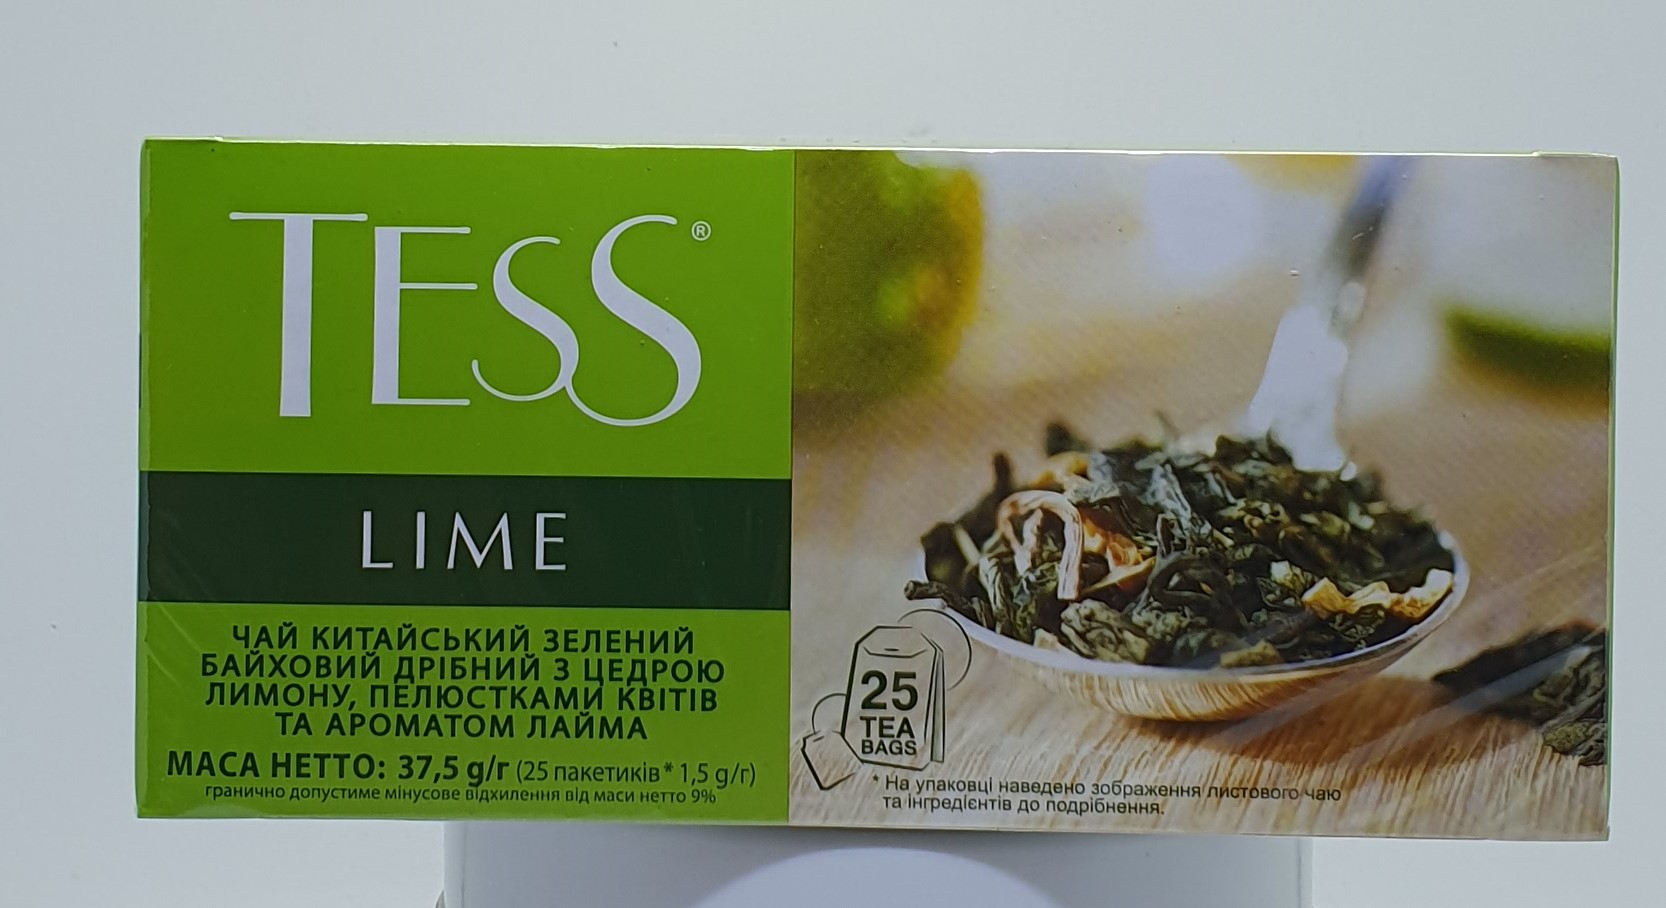 TESS®
LIME
ЧАЙ КИТАЙСЬКИЙ ЗЕЛЕНИЙ
БАЙХОВИЙ ДРІБНИЙ З ЦЕДРОЮ
ЛИМОНУ, ПЕЛЮСТКАМИ КВІТІВ
ТА АРОМАТОМ ЛАЙМА
МАСА НЕТТО: 37,5 g/г (25 пакетиків* 1,5 g/г)
гранично допустиме мінусове відхилення від маси нетто 9%
25
TEA
BAGS
* На упаковці наведено зображення листового чаю
та інгредієнтів до подрібнення.